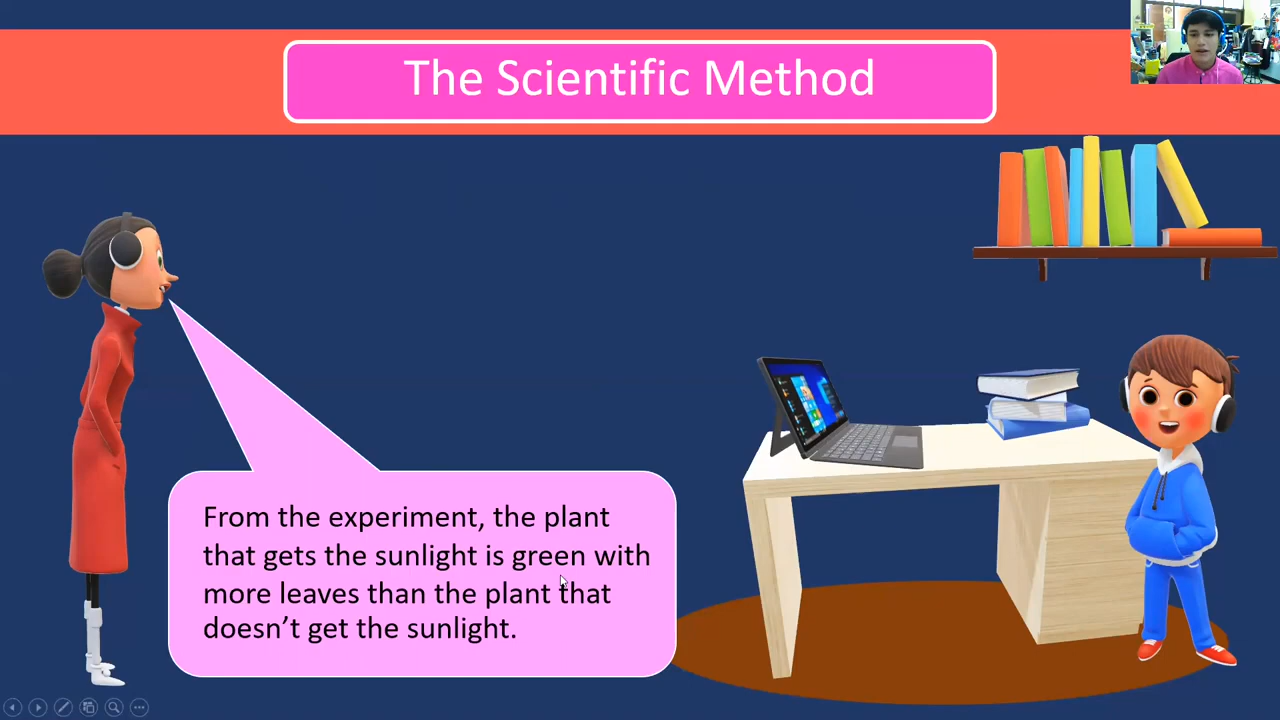 The Scientific Method
From the experiment, the plant
that gets the sunlight is green with
more leaves than the plant that
doesn’t get the sunlight.